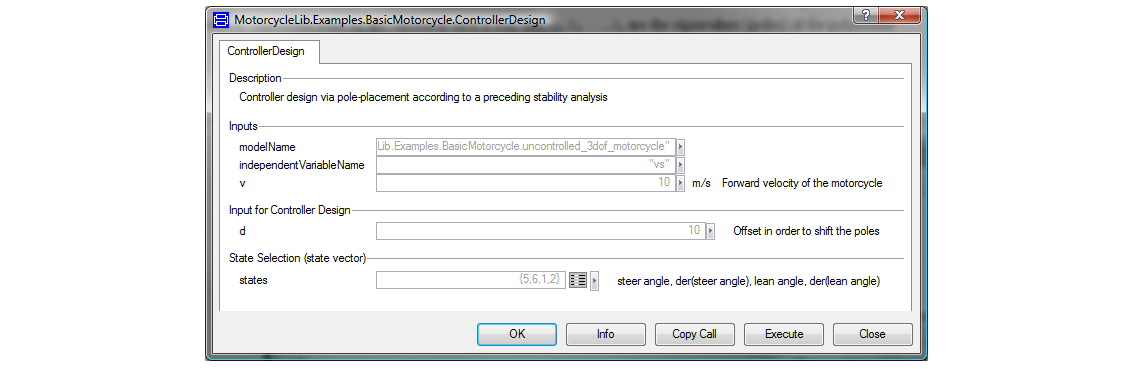 MotorcycleLib.Examples.BasicMotorcycle.ControllerDesign
ControllerDesign
Description
Controller design via pole-placement according to a preceding stability analysis
Inputs
modelName Lib.Examples.BasicMotorcycle.uncontrolled_3dof_motorcycle"
independentVariableName "vs"
v 10 m/s Forward velocity of the motorcycle
Input for Controller Design
d 10 Offset in order to shift the poles
State Selection (state vector)
states {5,6,1,2} steer angle, der(steer angle), lean angle, der(lean angle)
OK Info Copy Call Execute Close